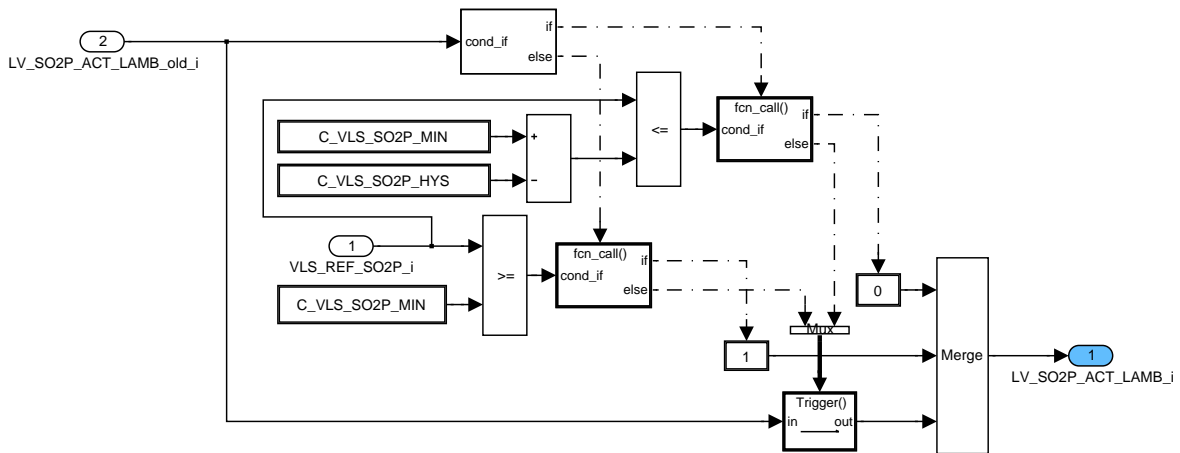 if
2
cond_if
else
LV_SO2P_ACT_LAMB_old_i
fcn_call()
if
cond_if
else
C_VLS_SO2P_MIN
+
<=
C_VLS_SO2P_HYS
−
1
VLS_REF_SO2P_i
>=
fcn_call()
if
cond_if
else
C_VLS_SO2P_MIN
0
Mux
1
Merge
1
LV_SO2P_ACT_LAMB_i
Trigger()
in
out